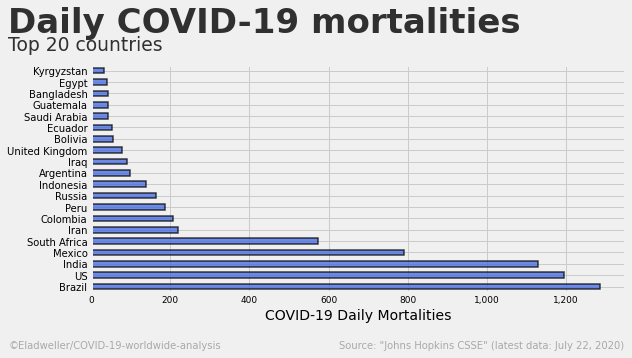 Daily COVID-19 mortalities
Top 20 countries
Kyrgyzstan
Egypt
Bangladesh
Guatemala
Saudi Arabia
Ecuador
Bolivia
United Kingdom
Iraq
Argentina
Indonesia
Russia
Peru
Colombia
Iran
South Africa
Mexico
India
US
Brazil
0 200 400 600 800 1,000 1,200
COVID-19 Daily Mortalities
©Eladweller/COVID-19-worldwide-analysis Source: "Johns Hopkins CSSE" (latest data: July 22, 2020)